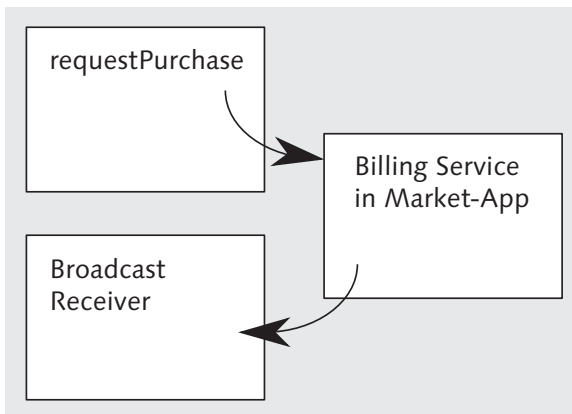 requestPurchase
Billing Service
in Market-App
Broadcast
Receiver